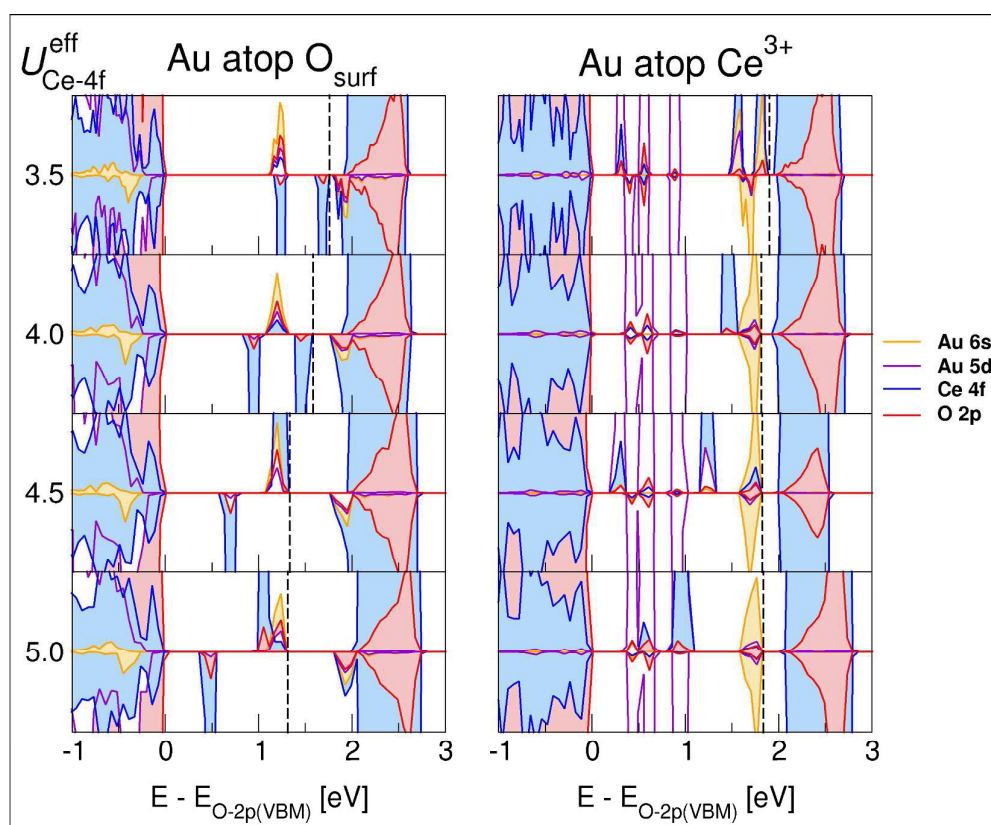 U^eff_Ce-4f Au atop O_surf Au atop Ce^3+
3.5
4.0
4.5
5.0
Au 6s
Au 5d
Ce 4f
O 2p
-1 0 1 2 3 -1 0 1 2 3
E - E_O-2p(VBM) [eV] E - E_O-2p(VBM) [eV]